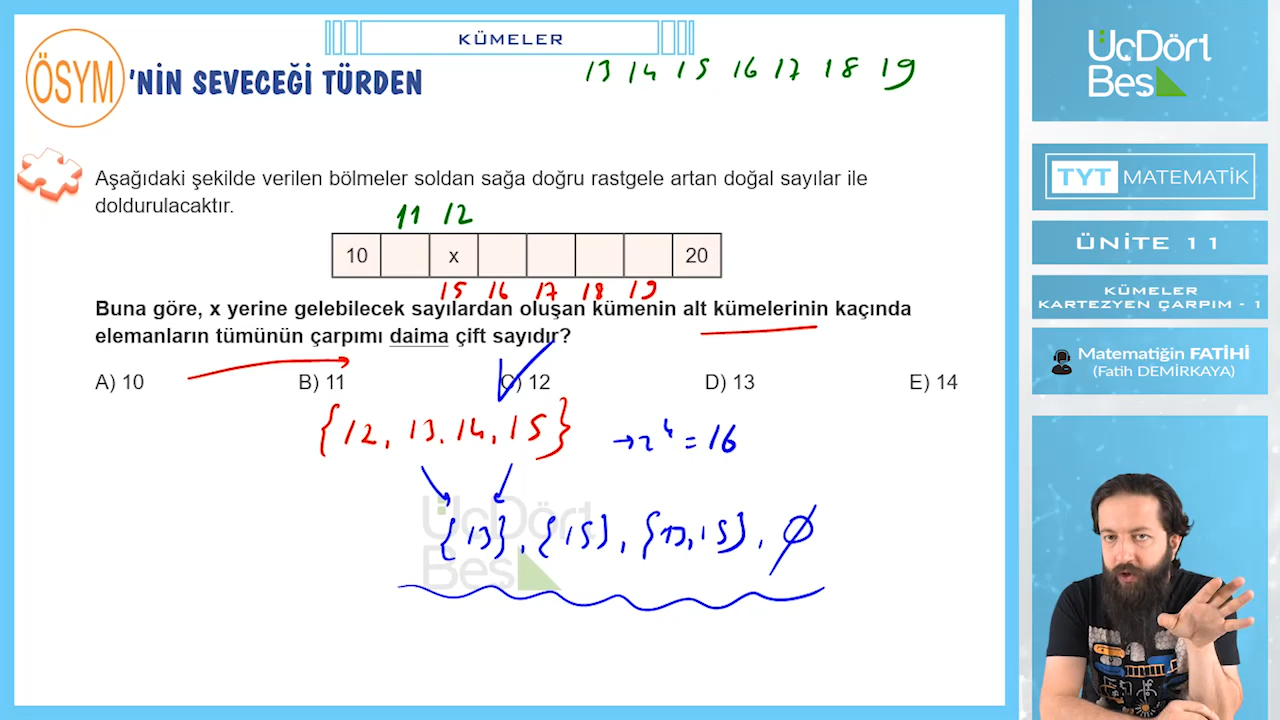 KÜMELER
ÖSYM'NİN SEVECEĞİ TÜRDEN
13 14 15 16 17 18 19
Aşağıdaki şekilde verilen bölmeler soldan sağa doğru rastgele artan doğal sayılar ile
doldurulacaktır.
11 12
10 x 20
15 16 17 18 19
Buna göre, x yerine gelebilecek sayılardan oluşan kümenin alt kümelerinin kaçında
elemanların tümünün çarpımı daima çift sayıdır?
A) 10 B) 11 C) 12 D) 13 E) 14
{12, 13, 14, 15} → 2⁴ = 16
{13}, {15}, {13, 15}, ∅
ÜçDört
Beş
ÜçDört
Beş
TYT MATEMATİK
ÜNİTE 11
KÜMELER
KARTEZYEN ÇARPIM - 1
Matematiğin FATİHİ
(Fatih DEMİRKAYA)